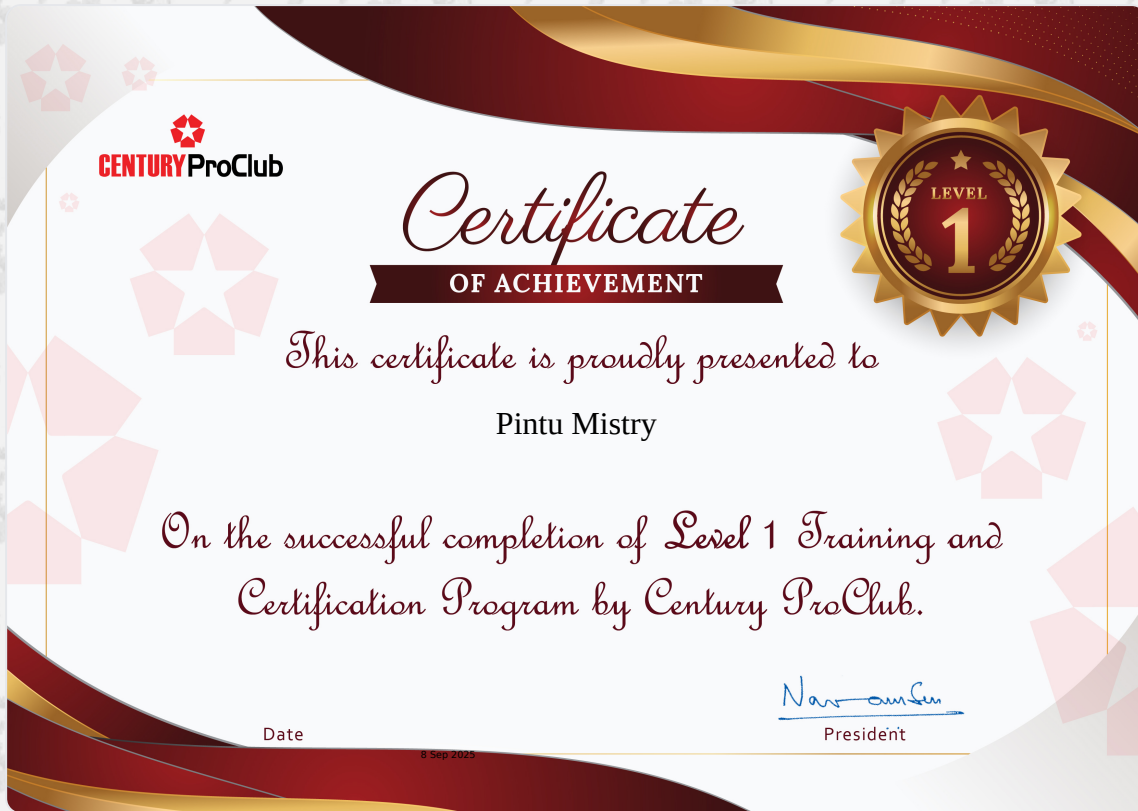 CENTURY ProClub
LEVEL
1
Certificate
OF ACHIEVEMENT
This certificate is proudly presented to
Pintu Mistry
On the successful completion of Level 1 Training and
Certification Program by Century ProClub.
Date
President
8 Sep 2025